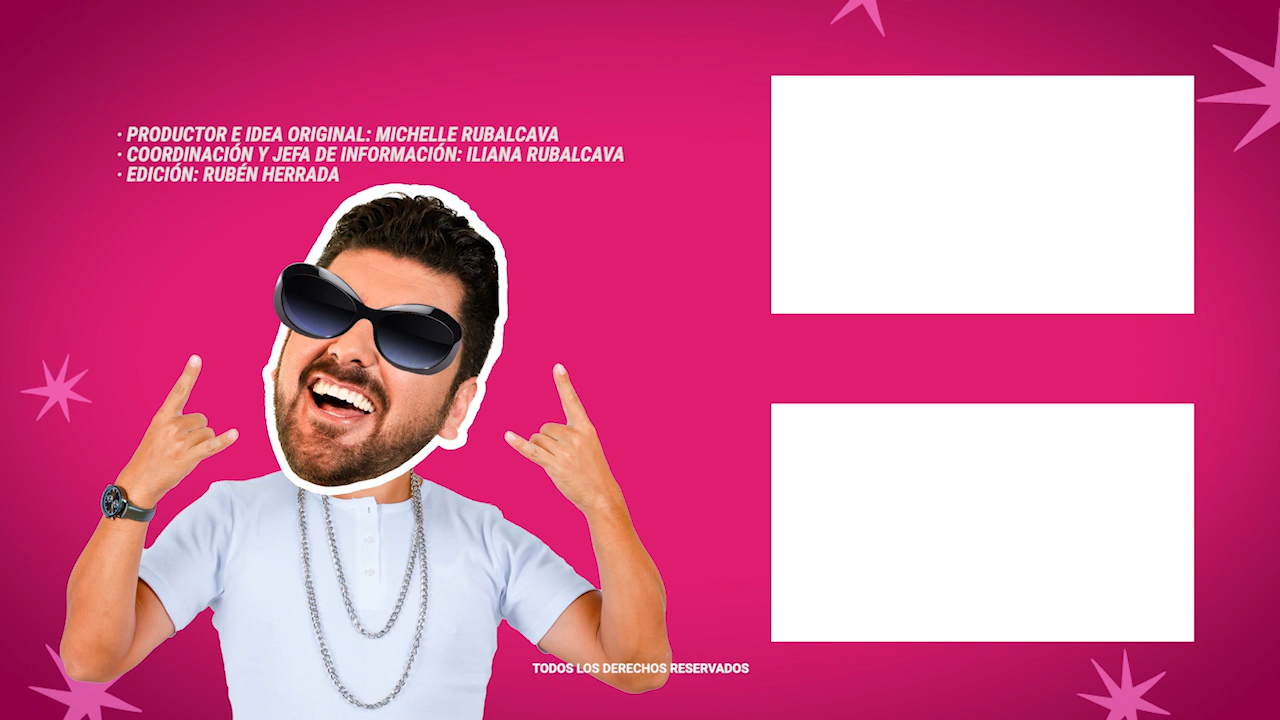 · PRODUCTOR E IDEA ORIGINAL: MICHELLE RUBALCAVA
· COORDINACIÓN Y JEFA DE INFORMACIÓN: ILIANA RUBALCAVA
· EDICIÓN: RUBÉN HERRADA
TODOS LOS DERECHOS RESERVADOS